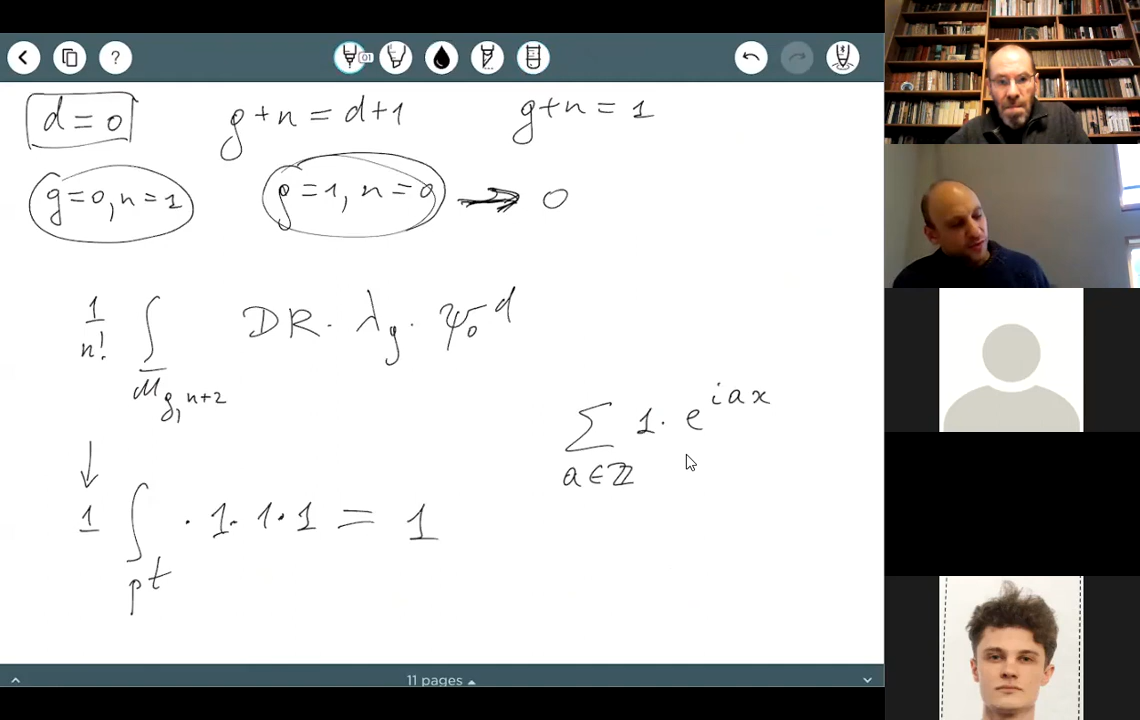 01
?
d = 0
g + n = d + 1
g + n = 1
g = 0, n = 1
g = 1, n = 0 → 0
1/n! ∫ DR · λ_g · ψ_0^d
M_{g, n+2}
∑ 1 · e^{iax}
a ∈ ℤ
↓
1 ∫ · 1 · 1 · 1 = 1
pt
11 pages